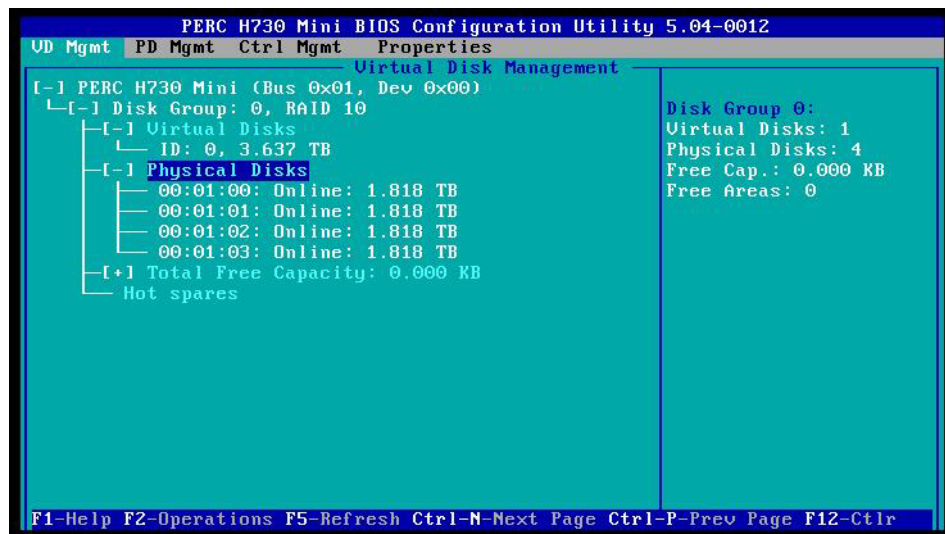 PERC H730 Mini BIOS Configuration Utility 5.04-0012
VD Mgmt PD Mgmt Ctrl Mgmt Properties
Virtual Disk Management
[-] PERC H730 Mini (Bus 0x01, Dev 0x00)
[-] Disk Group: 0, RAID 10
[-] Virtual Disks
ID: 0, 3.637 TB
[-] Physical Disks
00:01:00: Online: 1.818 TB
00:01:01: Online: 1.818 TB
00:01:02: Online: 1.818 TB
00:01:03: Online: 1.818 TB
[+] Total Free Capacity: 0.000 KB
Hot spares
Disk Group 0:
Virtual Disks: 1
Physical Disks: 4
Free Cap.: 0.000 KB
Free Areas: 0
F1-Help F2-Operations F5-Refresh Ctrl-N-Next Page Ctrl-P-Prev Page F12-Ctlr